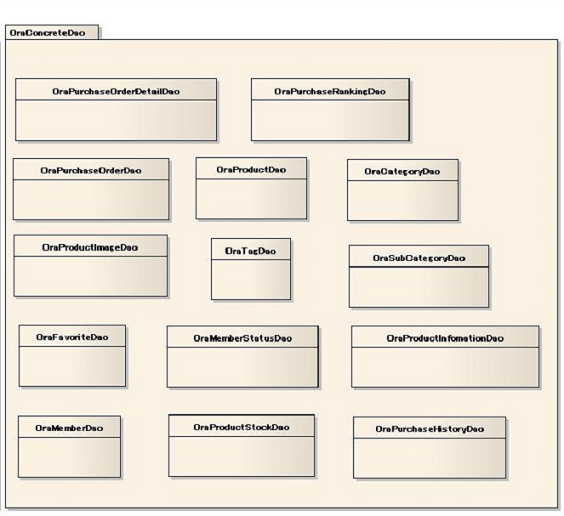 OraConcreteDao
OraPurchaseOrderDetailDao
OraPurchaseRankingDao
OraPurchaseOrderDao
OraProductDao
OraCategoryDao
OraProductImageDao
OraTagDao
OraSubCategoryDao
OraFavoriteDao
OraMemberStatusDao
OraProductInfomationDao
OraMemberDao
OraProductStockDao
OraPurchaseHistoryDao